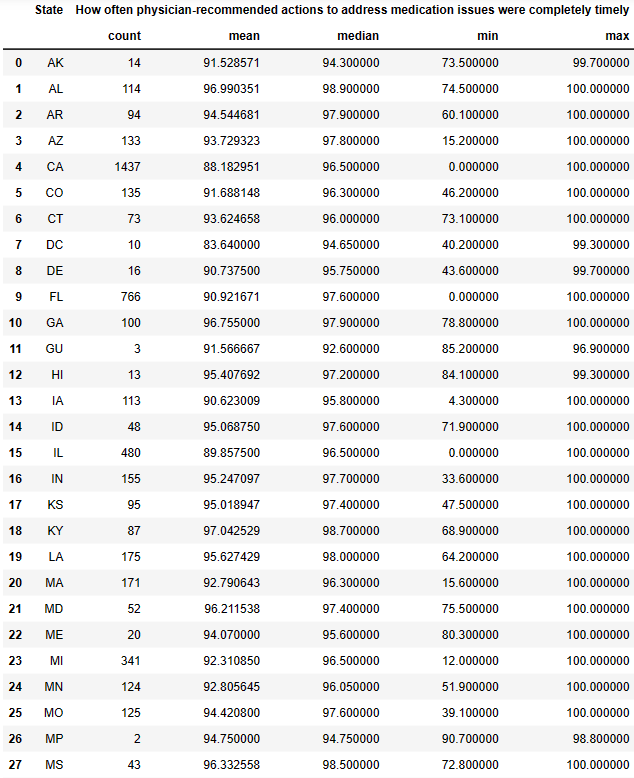 State How often physician-recommended actions to address medication issues were completely timely
count mean median min max
0 AK 14 91.528571 94.300000 73.500000 99.700000
1 AL 114 96.990351 98.900000 74.500000 100.000000
2 AR 94 94.544681 97.900000 60.100000 100.000000
3 AZ 133 93.729323 97.800000 15.200000 100.000000
4 CA 1437 88.182951 96.500000 0.000000 100.000000
5 CO 135 91.688148 96.300000 46.200000 100.000000
6 CT 73 93.624658 96.000000 73.100000 100.000000
7 DC 10 83.640000 94.650000 40.200000 99.300000
8 DE 16 90.737500 95.750000 43.600000 99.700000
9 FL 766 90.921671 97.600000 0.000000 100.000000
10 GA 100 96.755000 97.900000 78.800000 100.000000
11 GU 3 91.566667 92.600000 85.200000 96.900000
12 HI 13 95.407692 97.200000 84.100000 99.300000
13 IA 113 90.623009 95.800000 4.300000 100.000000
14 ID 48 95.068750 97.600000 71.900000 100.000000
15 IL 480 89.857500 96.500000 0.000000 100.000000
16 IN 155 95.247097 97.700000 33.600000 100.000000
17 KS 95 95.018947 97.400000 47.500000 100.000000
18 KY 87 97.042529 98.700000 68.900000 100.000000
19 LA 175 95.627429 98.000000 64.200000 100.000000
20 MA 171 92.790643 96.300000 15.600000 100.000000
21 MD 52 96.211538 97.400000 75.500000 100.000000
22 ME 20 94.070000 95.600000 80.300000 100.000000
23 MI 341 92.310850 96.500000 12.000000 100.000000
24 MN 124 92.805645 96.050000 51.900000 100.000000
25 MO 125 94.420800 97.600000 39.100000 100.000000
26 MP 2 94.750000 94.750000 90.700000 98.800000
27 MS 43 96.332558 98.500000 72.800000 100.000000